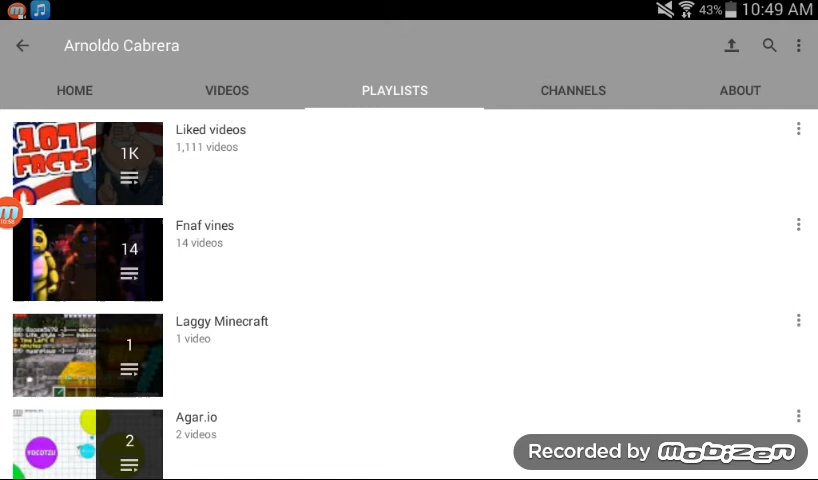 43% 10:49 AM
Arnoldo Cabrera
HOME VIDEOS PLAYLISTS CHANNELS ABOUT
101
FACTS
1K
Liked videos
1,111 videos
14
Fnaf vines
14 videos
1
Laggy Minecraft
1 video
YOCOTZU
2
Agar.io
2 videos
Recorded by mobizen